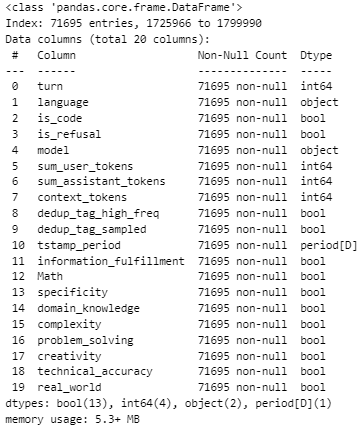 <class 'pandas.core.frame.DataFrame'>
Index: 71695 entries, 1725966 to 1799990
Data columns (total 20 columns):
 #   Column                  Non-Null Count  Dtype
---  ------                  --------------  -----
 0   turn                    71695 non-null  int64
 1   language                71695 non-null  object
 2   is_code                 71695 non-null  bool
 3   is_refusal              71695 non-null  bool
 4   model                   71695 non-null  object
 5   sum_user_tokens         71695 non-null  int64
 6   sum_assistant_tokens    71695 non-null  int64
 7   context_tokens          71695 non-null  int64
 8   dedup_tag_high_freq     71695 non-null  bool
 9   dedup_tag_sampled       71695 non-null  bool
 10  tstamp_period           71695 non-null  period[D]
 11  information_fulfillment  71695 non-null  bool
 12  Math                    71695 non-null  bool
 13  specificity             71695 non-null  bool
 14  domain_knowledge        71695 non-null  bool
 15  complexity              71695 non-null  bool
 16  problem_solving         71695 non-null  bool
 17  creativity              71695 non-null  bool
 18  technical_accuracy      71695 non-null  bool
 19  real_world              71695 non-null  bool
dtypes: bool(13), int64(4), object(2), period[D](1)
memory usage: 5.3+ MB